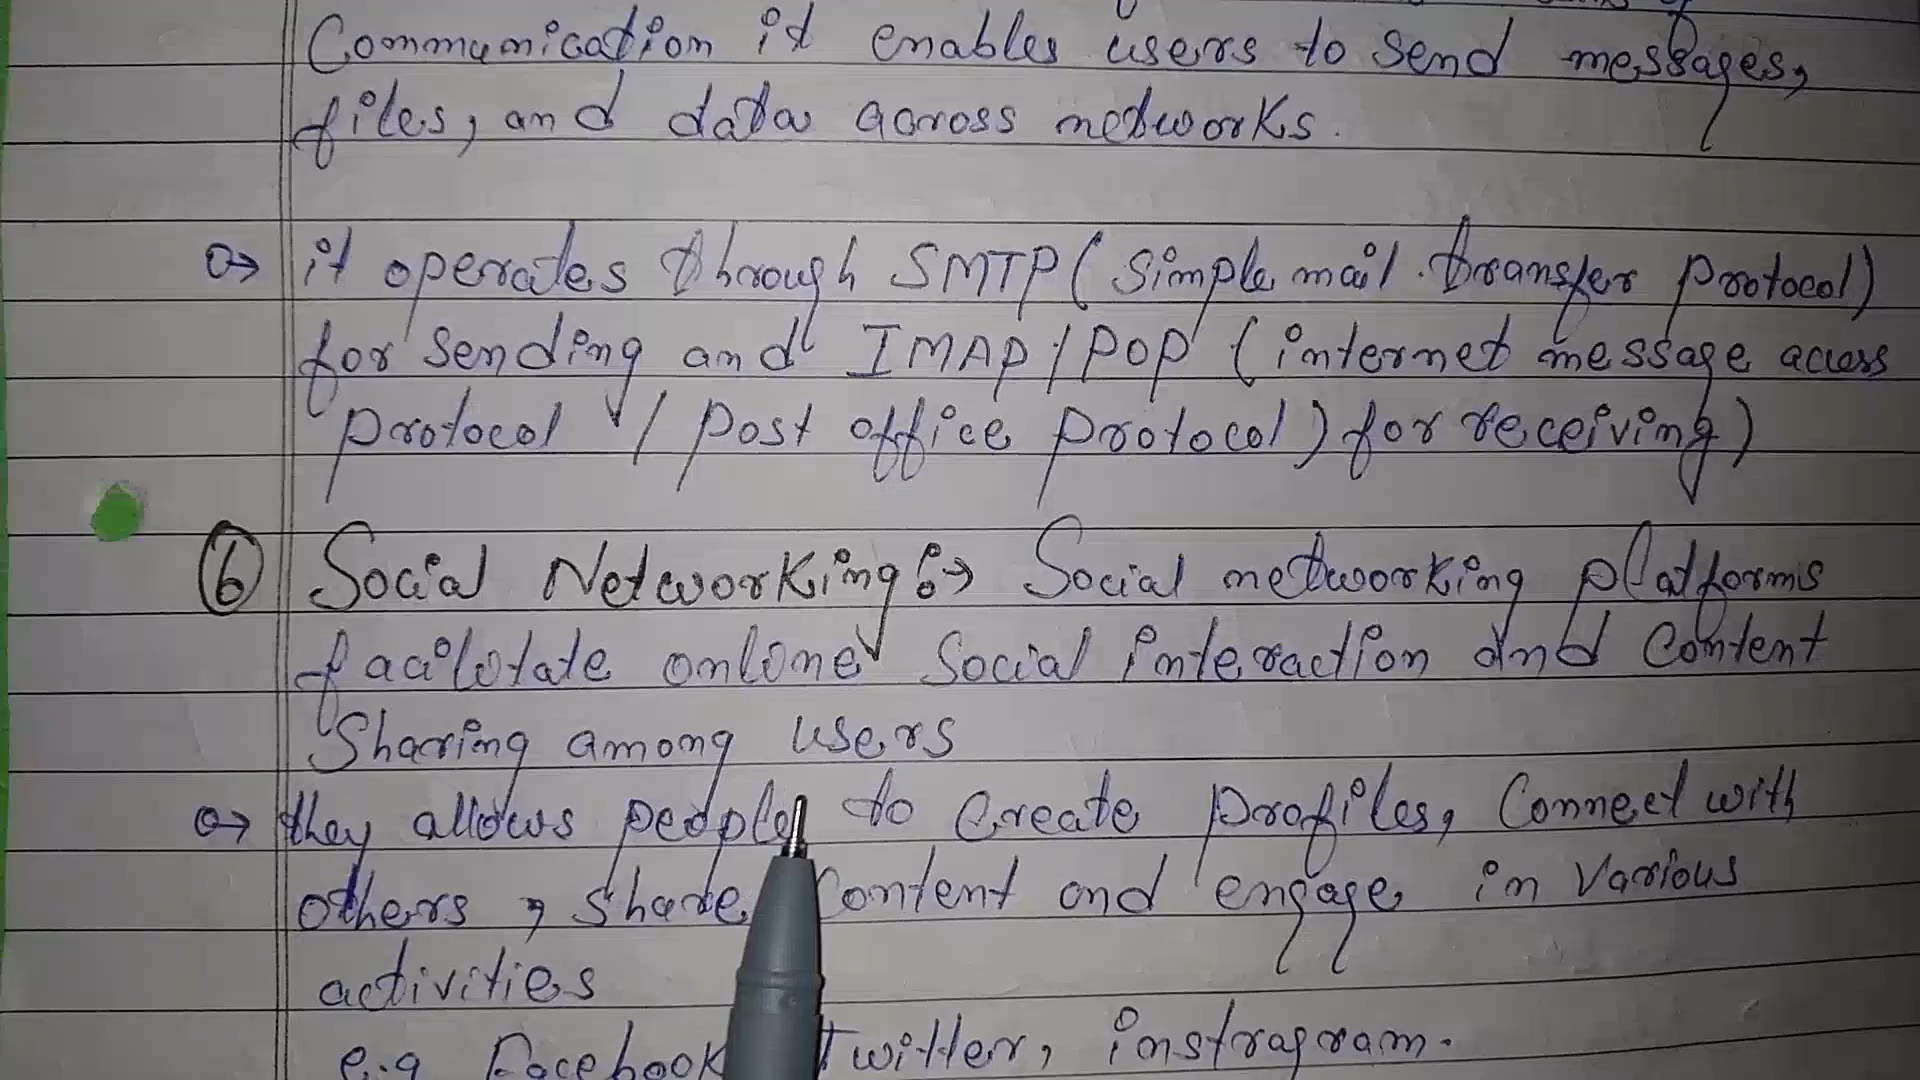 Communication it enables users to send messages,
files, and data across networks.
it operates through SMTP (Simple mail transfer protocol)
for sending and IMAP/POP (internet message access
protocol / post office protocol) for receiving)
6 Social Networking :→ Social networking platforms
facilotate online social interaction and content
Sharing among users
they allows people to create profiles, Connect with
others, share content and engage in various
activities
e.g Facebook Twitter, instragram.